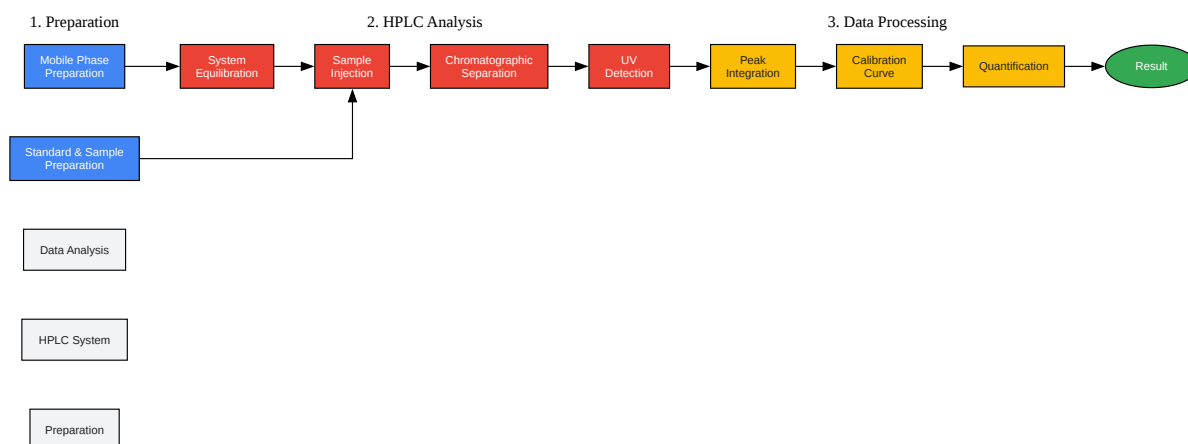 1. Preparation
2. HPLC Analysis
3. Data Processing
Mobile Phase
Preparation
System
Equilibration
Sample
Injection
Chromatographic
Separation
UV
Detection
Peak
Integration
Calibration
Curve
Quantification
Result
Standard & Sample
Preparation
Data Analysis
HPLC System
Preparation